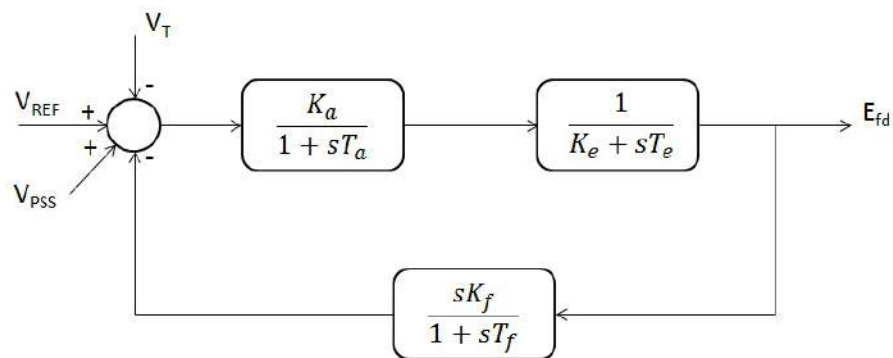 V_T
-
V_REF
+
+
-
V_PSS
K_a
1 + sT_a
1
K_e + sT_e
E_fd
sK_f
1 + sT_f